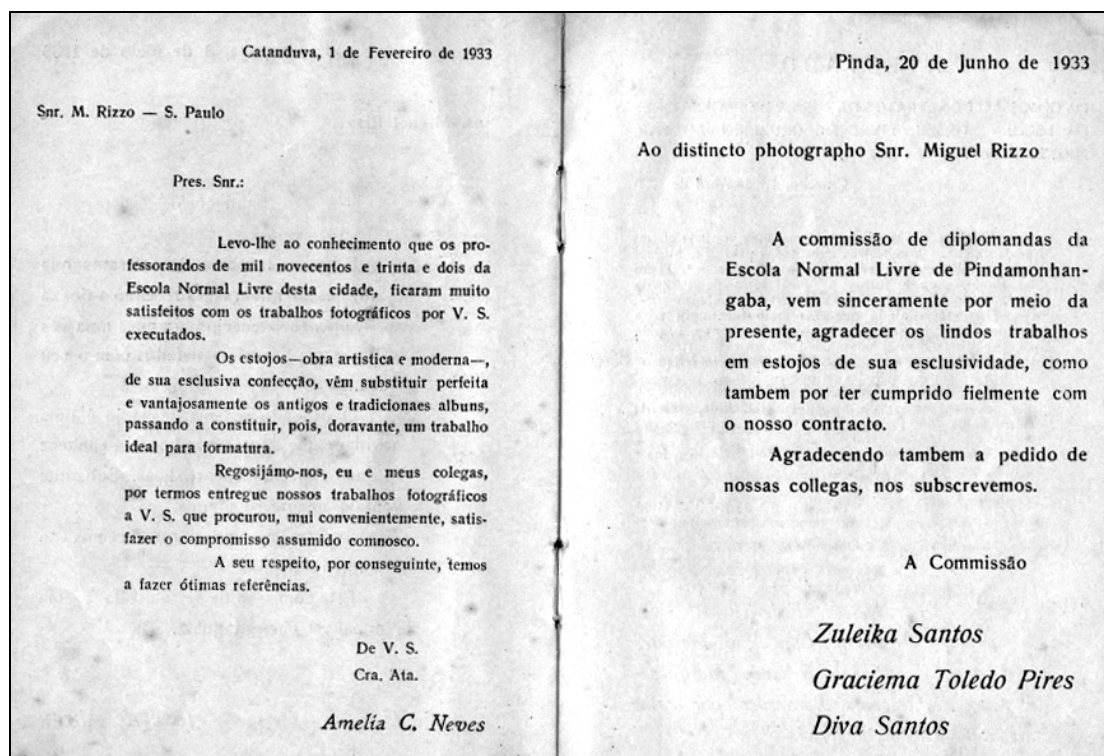 Catanduva, 1 de Fevereiro de 1933
Snr. M. Rizzo — S. Paulo
Pres. Snr.:
Levo-lhe ao conhecimento que os pro-
fessorandos de mil novecentos e trinta e dois da
Escola Normal Livre desta cidade, ficaram muito
satisfeitos com os trabalhos fotográficos por V. S.
executados.
Os estojos—obra artistica e moderna—,
de sua esclusiva confecção, vêm substituir perfeita
e vantajosamente os antigos e tradicionaes albuns,
passando a constituir, pois, doravante, um trabalho
ideal para formatura.
Regosijámo-nos, eu e meus colegas,
por termos entregue nossos trabalhos fotográficos
a V. S. que procurou, mui convenientemente, satis-
fazer o compromisso assumido comnosco.
A seu respeito, por conseguinte, temos
a fazer ótimas referências.
De V. S.
Cra. Ata.
Amelia C. Neves
Pinda, 20 de Junho de 1933
Ao distincto photographo Snr. Miguel Rizzo
A commissão de diplomandas da
Escola Normal Livre de Pindamonhan-
gaba, vem sinceramente por meio da
presente, agradecer os lindos trabalhos
em estojos de sua esclusividade, como
tambem por ter cumprido fielmente com
o nosso contracto.
Agradecendo tambem a pedido de
nossas collegas, nos subscrevemos.
A Commissão
Zuleika Santos
Graciema Toledo Pires
Diva Santos